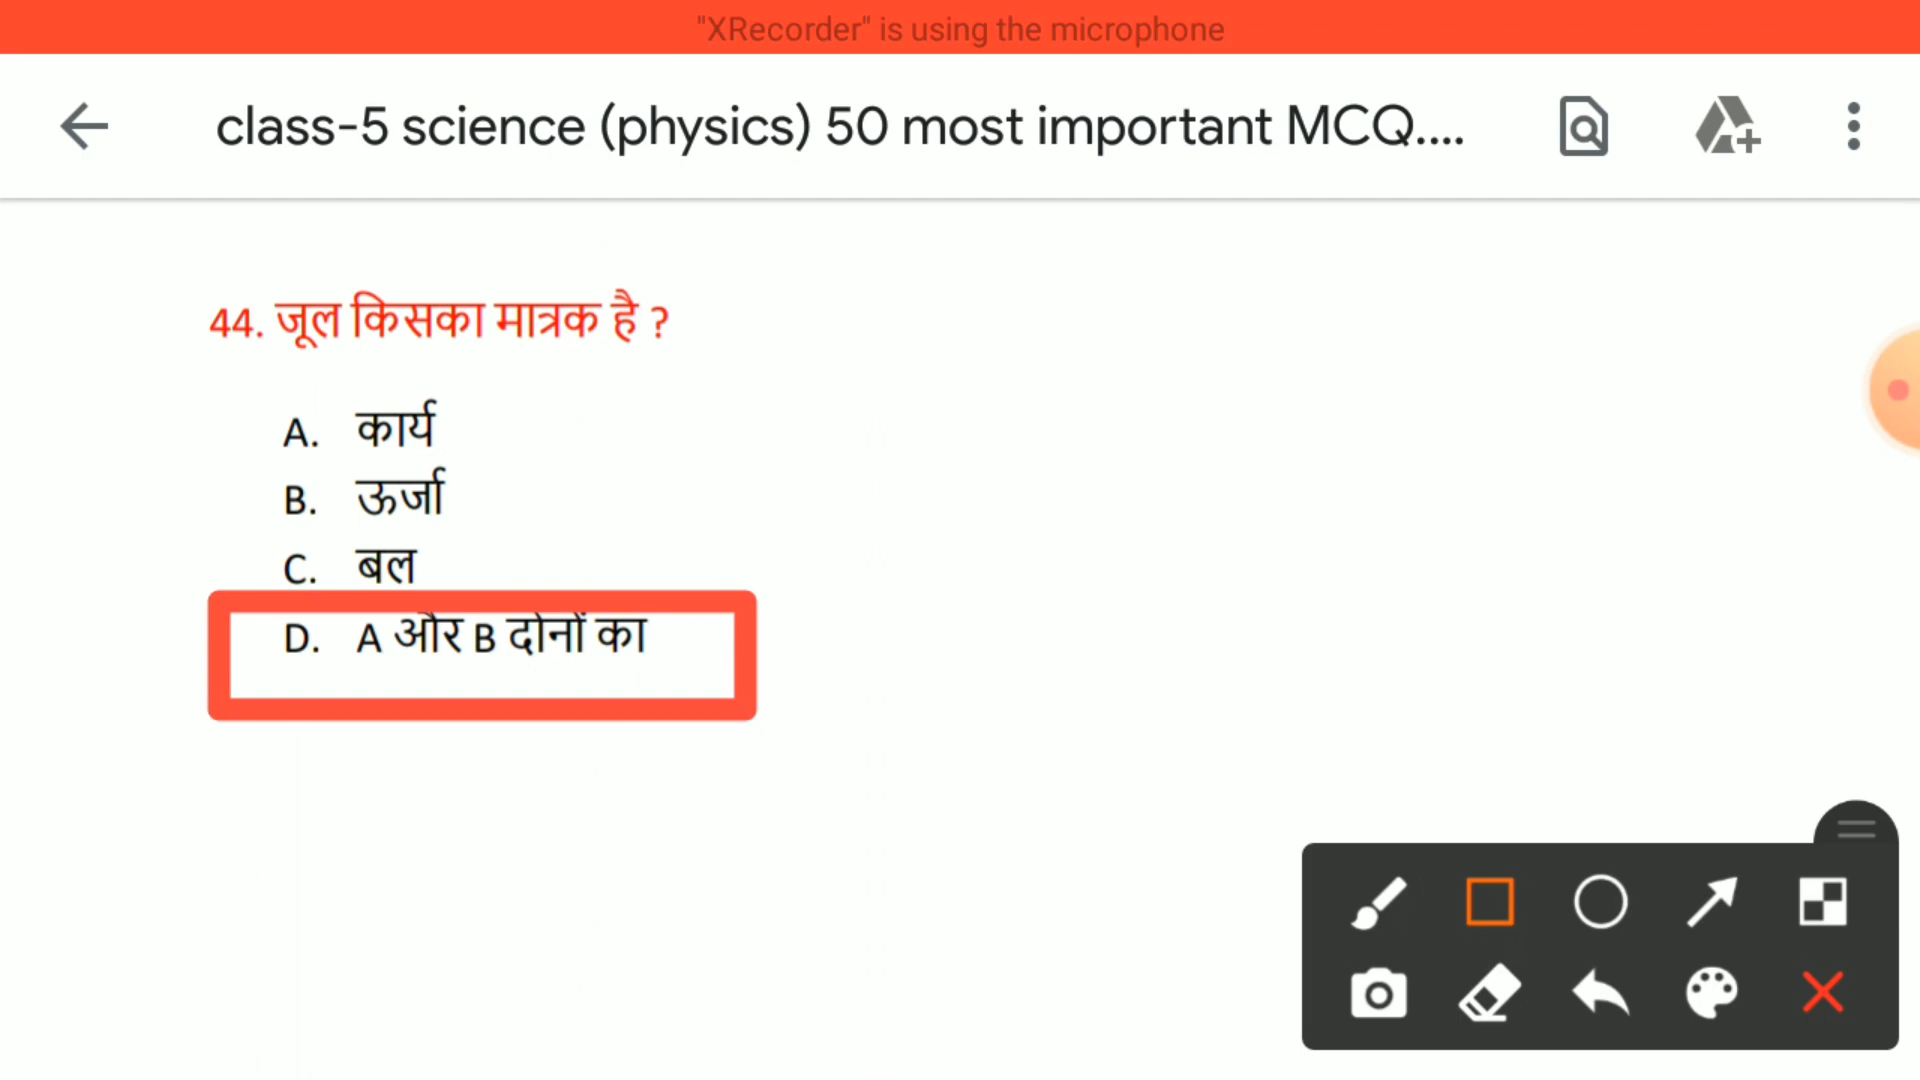 "XRecorder" is using the microphone
class-5 science (physics) 50 most important MCQ....
44. जूल किसका मात्रक है ?
A. कार्य
B. ऊर्जा
C. बल
D. A और B दोनों का